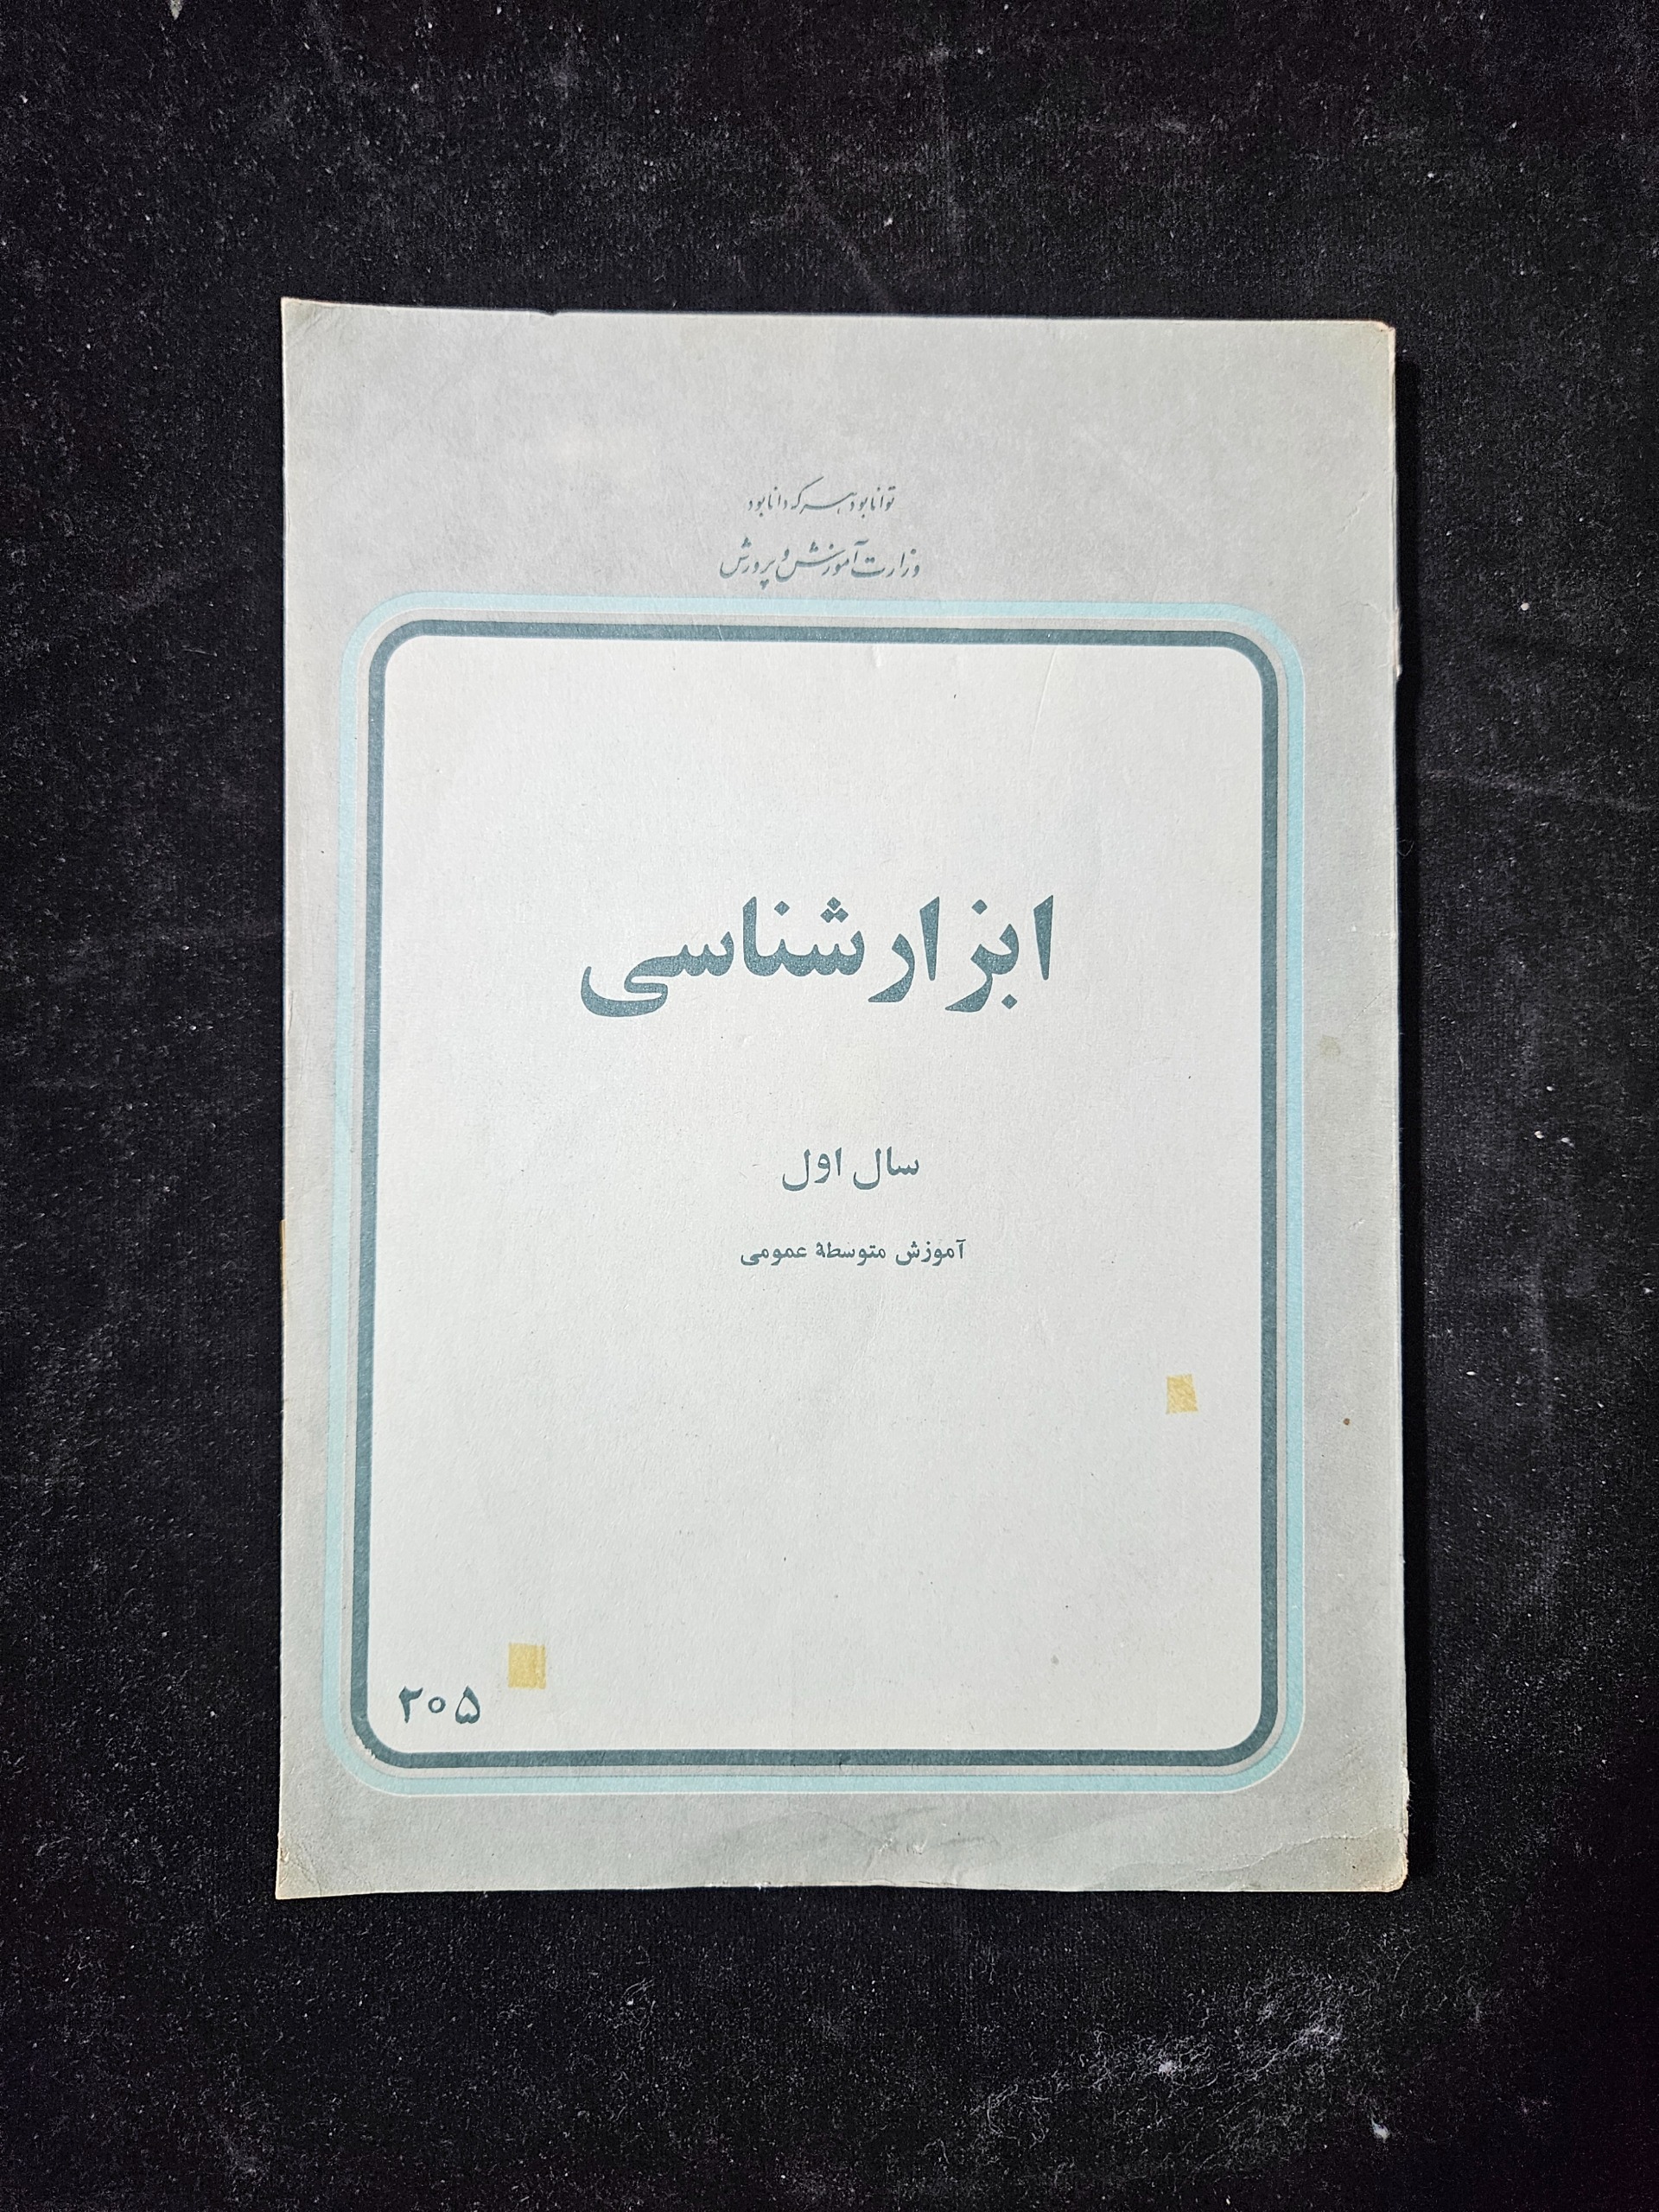 توانا بود هر که دانا بود
وزارت آموزش و پرورش
ابزارشناسی
سال اول
آموزش متوسطهٔ عمومی
۲۰۵